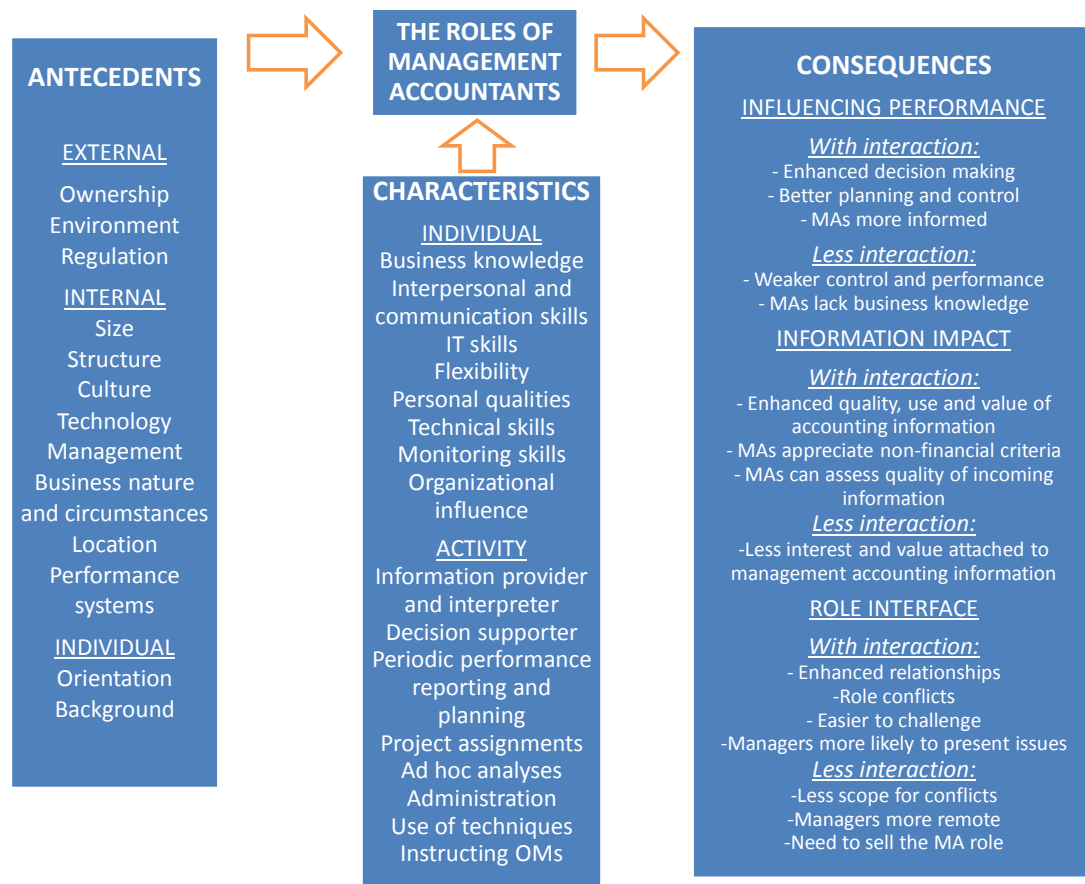 ANTECEDENTS
EXTERNAL
Ownership
Environment
Regulation
INTERNAL
Size
Structure
Culture
Technology
Management
Business nature
and circumstances
Location
Performance
systems
INDIVIDUAL
Orientation
Background
THE ROLES OF
MANAGEMENT
ACCOUNTANTS
CHARACTERISTICS
INDIVIDUAL
Business knowledge
Interpersonal and
communication skills
IT skills
Flexibility
Personal qualities
Technical skills
Monitoring skills
Organizational
influence
ACTIVITY
Information provider
and interpreter
Decision supporter
Periodic performance
reporting and
planning
Project assignments
Ad hoc analyses
Administration
Use of techniques
Instructing OMs
CONSEQUENCES
INFLUENCING PERFORMANCE
With interaction:
- Enhanced decision making
- Better planning and control
- MAs more informed
Less interaction:
- Weaker control and performance
- MAs lack business knowledge
INFORMATION IMPACT
With interaction:
- Enhanced quality, use and value of
accounting information
- MAs appreciate non-financial criteria
- MAs can assess quality of incoming
information
Less interaction:
-Less interest and value attached to
management accounting information
ROLE INTERFACE
With interaction:
- Enhanced relationships
-Role conflicts
- Easier to challenge
-Managers more likely to present issues
Less interaction:
-Less scope for conflicts
-Managers more remote
-Need to sell the MA role